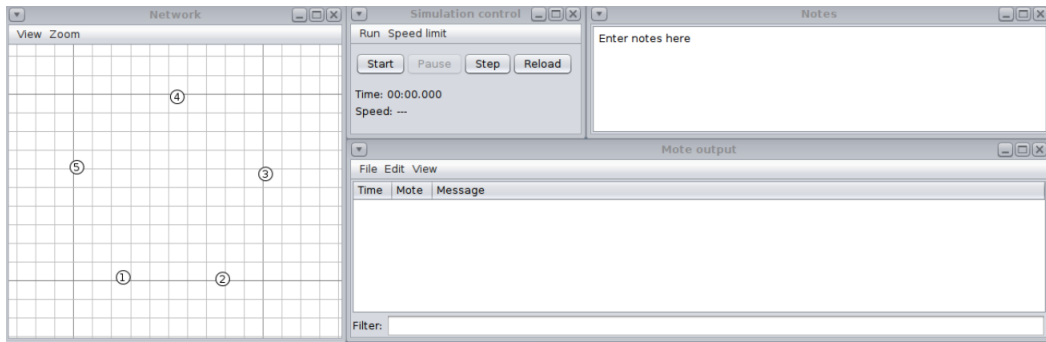 Network
View Zoom
4
5
3
1
2
Simulation control
Run Speed limit
Start Pause Step Reload
Time: 00:00.000
Speed: ---
Notes
Enter notes here
Mote output
File Edit View
Time Mote Message
Filter: